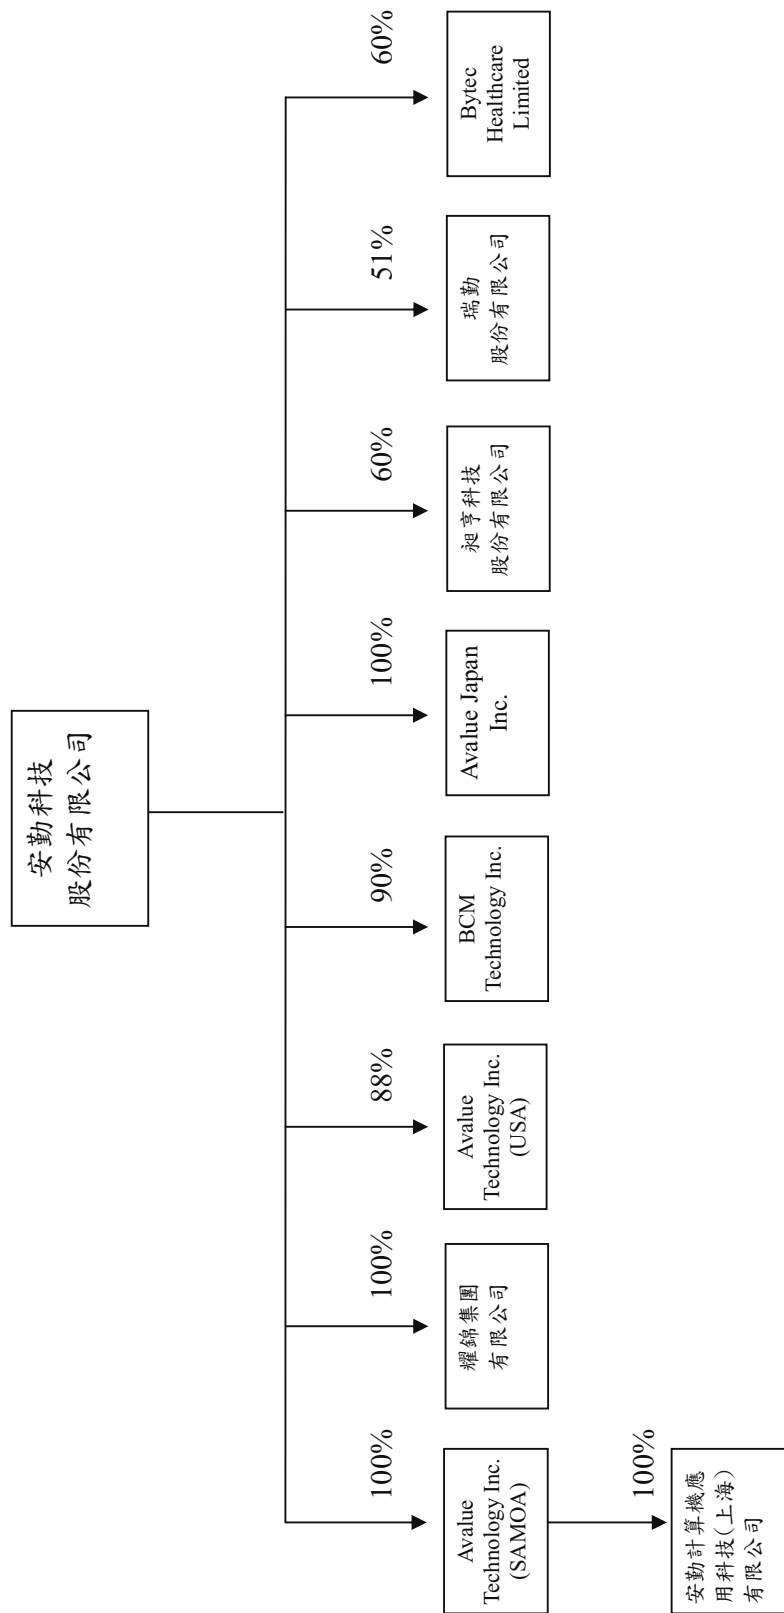 安勤科技
股份有限公司
100%
100%
88%
90%
100%
60%
51%
60%
Avalue
Technology Inc.
(SAMOA)
耀錦集團
有限公司
Avalue
Technology Inc.
(USA)
BCM
Technology Inc.
Avalue Japan
Inc.
昶亨科技
股份有限公司
瑞勤
股份有限公司
Bytec
Healthcare
Limited
100%
安勤計算機應
用科技(上海)
有限公司